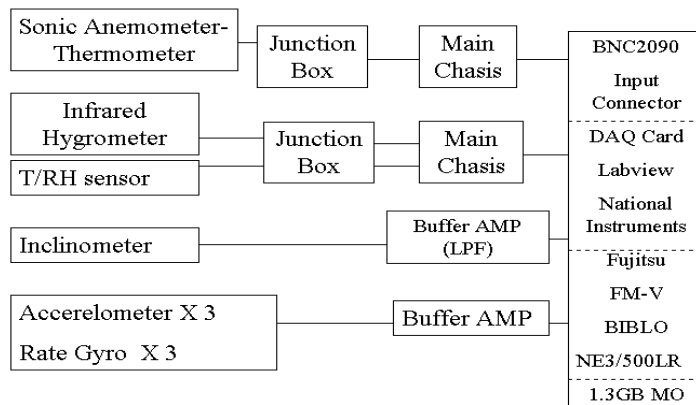 Sonic Anemometer-
Thermometer
Junction
Box
Main
Chasis
Infrared
Hygrometer
T/RH sensor
Junction
Box
Main
Chasis
Inclinometer
Buffer AMP
(LPF)
Accerelometer X 3
Rate Gyro X 3
Buffer AMP
BNC2090
Input
Connector
DAQ Card
Labview
National
Instruments
Fujitsu
FM-V
BIBLO
NE3/500LR
1.3GB MO